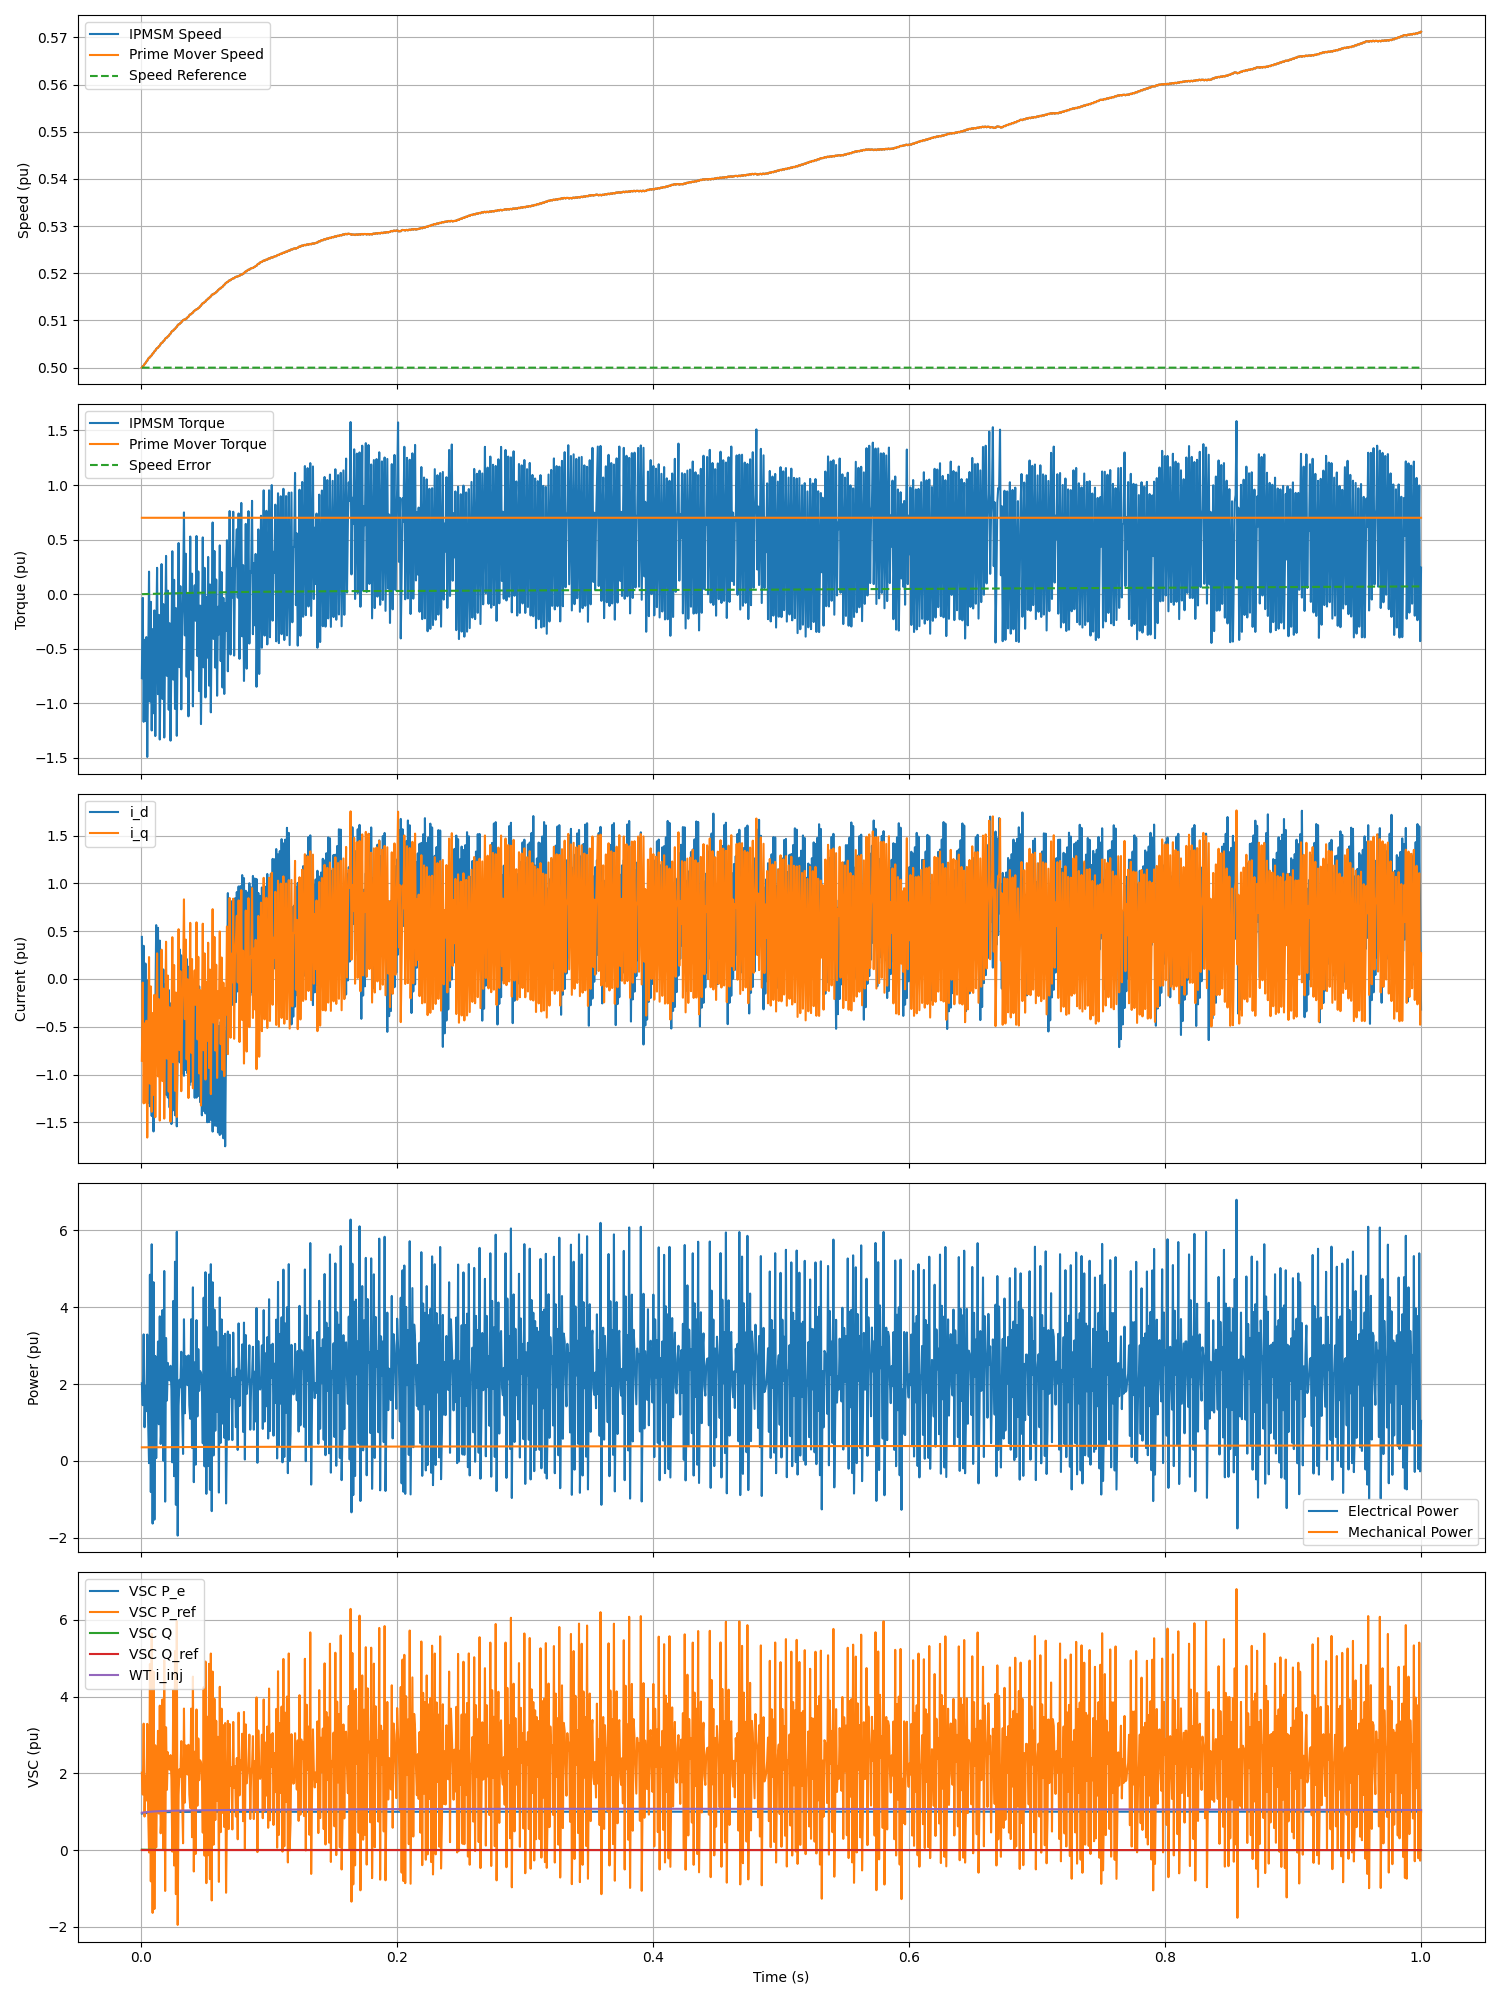 IPMSM Speed
Prime Mover Speed
Speed Reference
Speed (pu)
0.57
0.56
0.55
0.54
0.53
0.52
0.51
0.50
IPMSM Torque
Prime Mover Torque
Speed Error
Torque (pu)
1.5
1.0
0.5
0.0
−0.5
−1.0
−1.5
i_d
i_q
Current (pu)
1.5
1.0
0.5
0.0
−0.5
−1.0
−1.5
Power (pu)
6
4
2
0
−2
Electrical Power
Mechanical Power
VSC P_e
VSC P_ref
VSC Q
VSC Q_ref
WT i_inj
VSC (pu)
6
4
2
0
−2
0.0 0.2 0.4 0.6 0.8 1.0
Time (s)